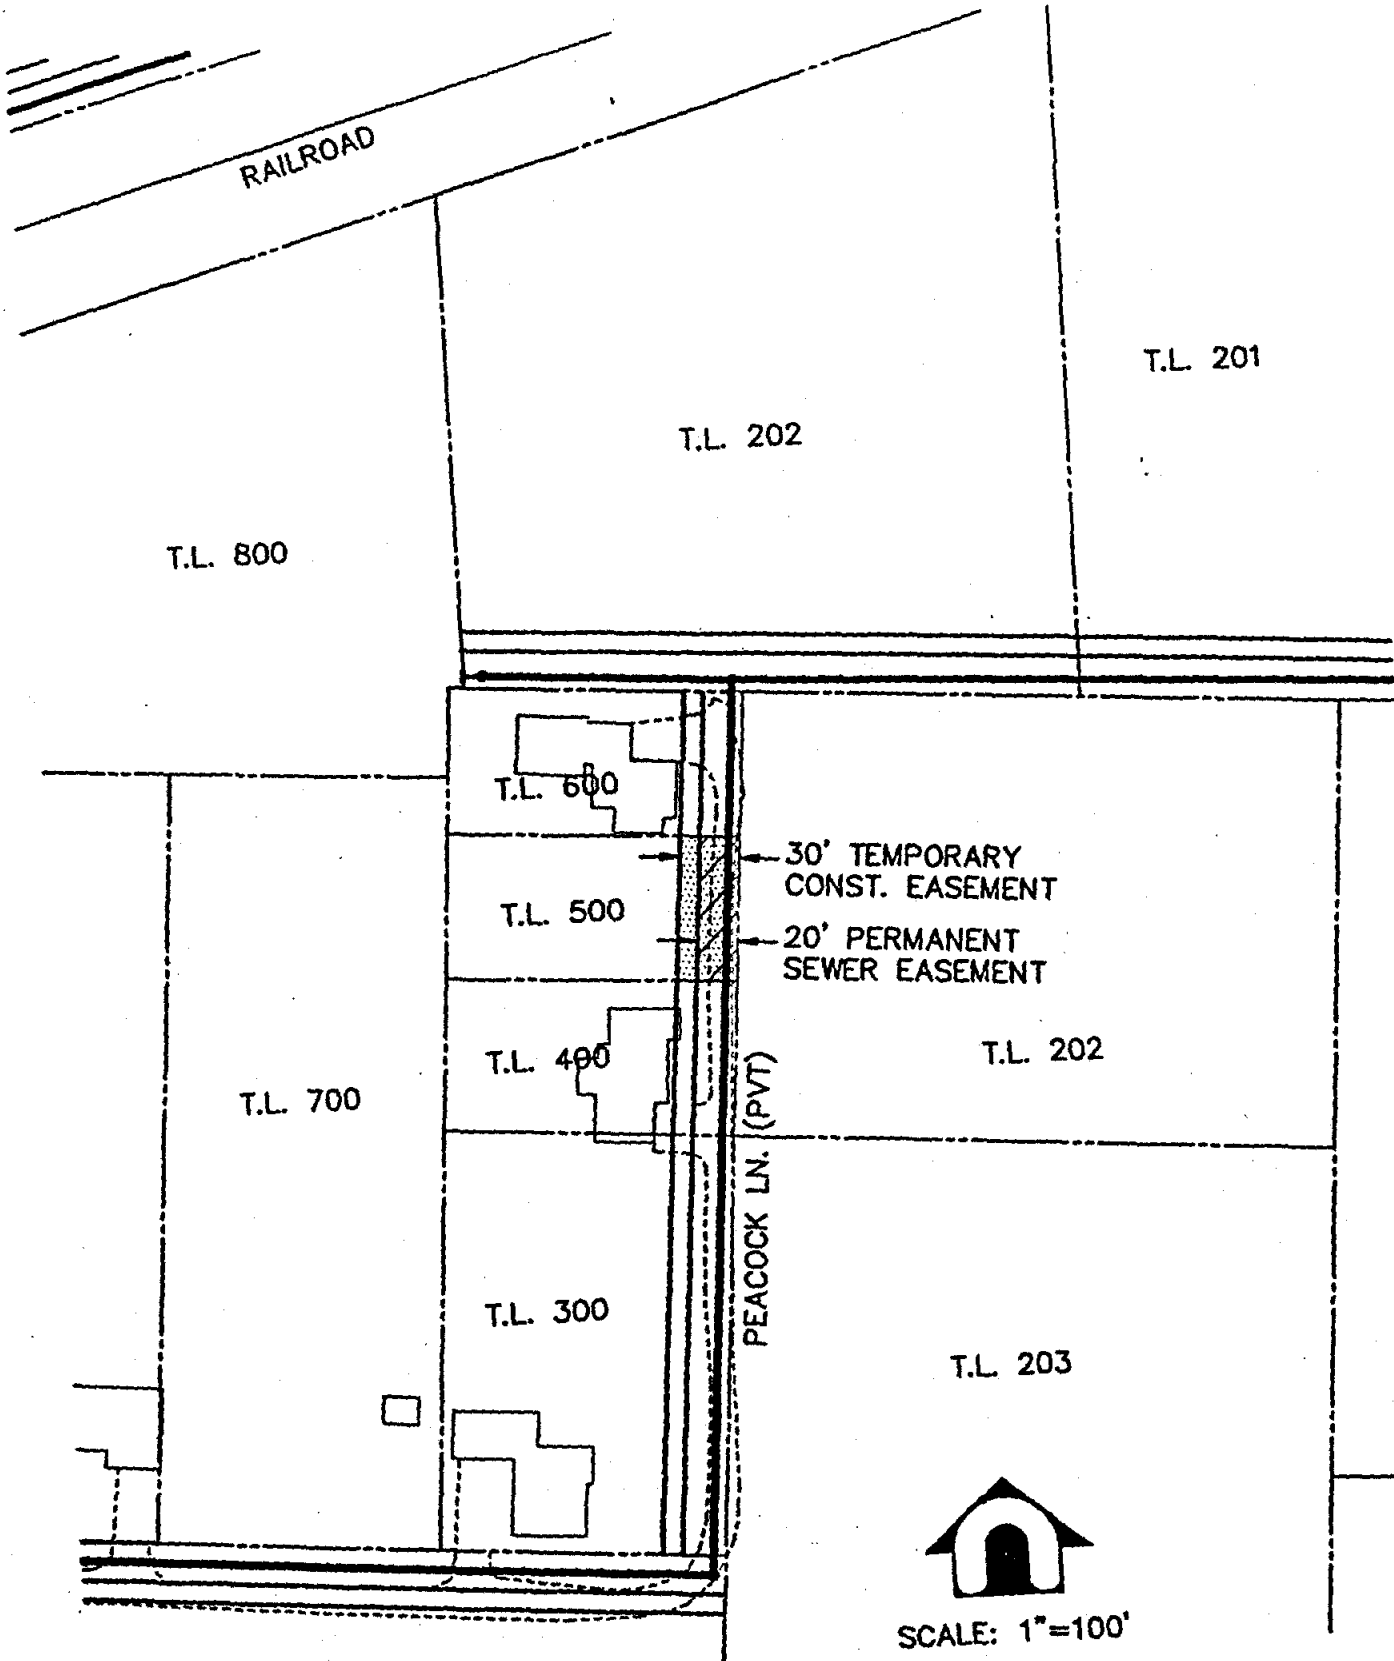 RAILROAD
T.L. 201
T.L. 202
T.L. 800
T.L. 600
30' TEMPORARY
CONST. EASEMENT
T.L. 500
20' PERMANENT
SEWER EASEMENT
T.L. 400
T.L. 202
T.L. 700
PEACOCK LN. (PVT)
T.L. 300
T.L. 203
SCALE: 1"=100'